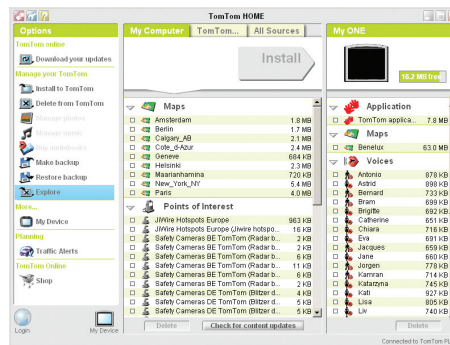 TomTom HOME
Options
TomTom online
Download your updates
Manage your TomTom
Install to TomTom
Delete from TomTom
Manage photos
Manage music
Buy audiobooks
Make backup
Restore backup
Explore
More...
My Device
Planning
Traffic Alerts
TomTom Online
Shop
Login
My Device
My Computer TomTom... All Sources
Install
Maps
Amsterdam 1.8 MB
Berlin 1.7 MB
Calgary_AB 2.1 MB
Cote_d-Azur 2.4 MB
Geneve 684 KB
Helsinki 2.3 MB
Maarianhamina 720 KB
New_York_NY 5.4 MB
Paris 4.0 MB
Points of Interest
JiWire Hotspots Europe 963 KB
JiWire Hotspots Europe (Jiwire hotspo... 16 KB
Safety Cameras BE TomTom (Radar b... 2 KB
Safety Cameras BE TomTom (Radar b... 2 KB
Safety Cameras BE TomTom (Radar b... 6 KB
Safety Cameras BE TomTom (Radar b... 11 KB
Safety Cameras BE TomTom (Radar b... 6 KB
Safety Cameras BE TomTom (Radar b... 2 KB
Safety Cameras DE TomTom (Blitzer d... 4 KB
Safety Cameras DE TomTom (Blitzer d... 6 KB
Safety Cameras DE TomTom (Blitzer d... 5 KB
Delete Check for content updates
My ONE
16.2 MB free
Application
TomTom applica... 7.8 MB
Maps
Benelux 63.0 MB
Voices
Antonio 878 KB
Astrid 898 KB
Bernard 733 KB
Bram 699 KB
Brigitte 692 KB
Catherine 651 KB
Chiara 716 KB
Eva 691 KB
Jacques 659 KB
Jane 660 KB
Jorgen 778 KB
Kamran 714 KB
Katarzyna 745 KB
Kati 927 KB
Lisa 805 KB
Liv 740 KB
Delete
Connected to TomTom PL